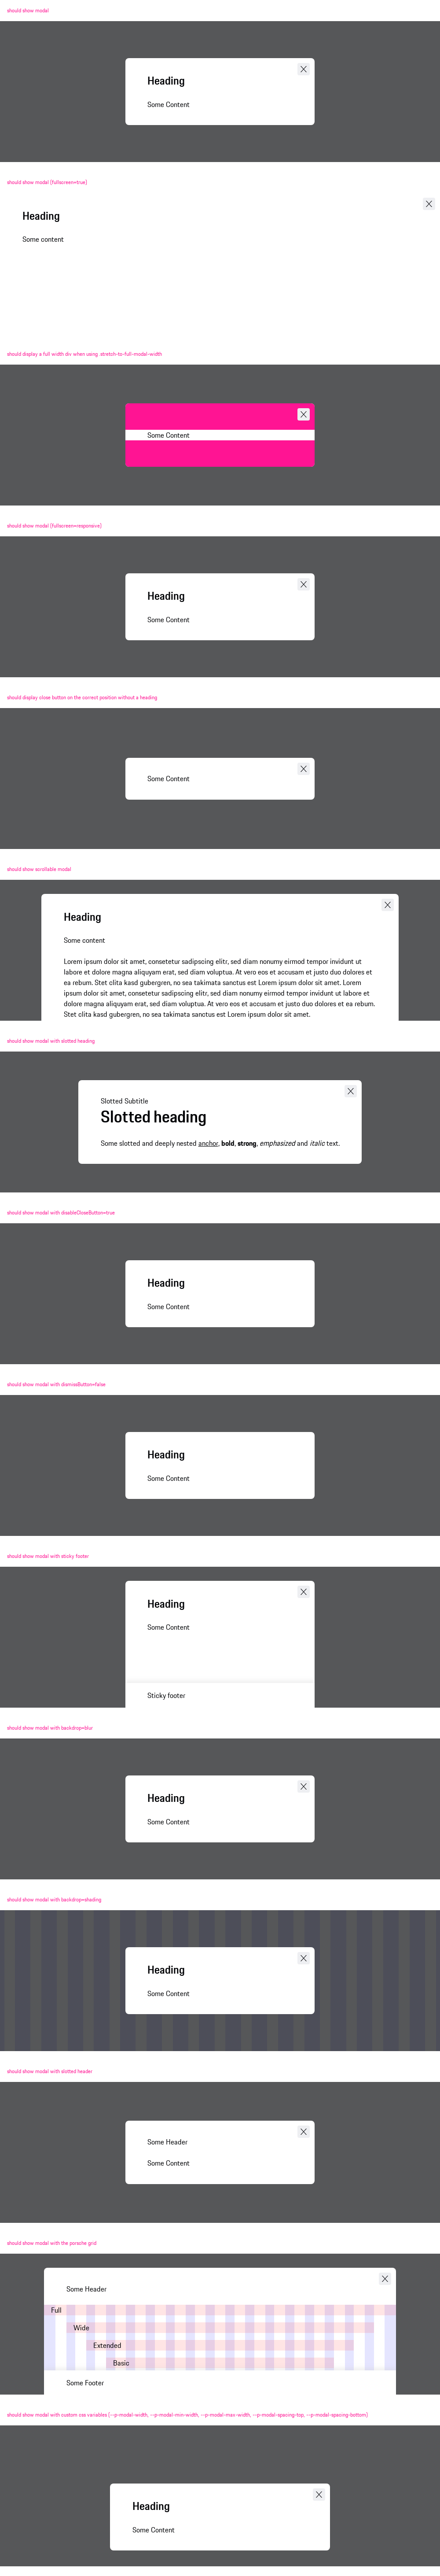 should show modal
Heading
Some Content
should show modal (fullscreen=true)
Heading
Some content
should display a full width div when using .stretch-to-full-modal-width
Some Content
should show modal (fullscreen=responsive)
Heading
Some Content
should display close button on the correct position without a heading .
Some Content
should show scrollable modal
Heading
Some content
Lorem ipsum dolor sit amet, consetetur sadipscing elitr, sed diam nonumy eirmod tempor invidunt ut
labore et dolore magna aliquyam erat, sed diam voluptua. At vero eos et accusam et justo duo dolores et
ea rebum. Stet clita kasd gubergren, no sea takimata sanctus est Lorem ipsum dolor sit amet. Lorem
ipsum dolor sit amet, consetetur sadipscing elitr, sed diam nonumy eirmod tempor invidunt ut labore et
dolore magna aliquyam erat, sed diam voluptua. At vero eos et accusam et justo duo dolores et ea rebum.
Stet clita kasd gubergren, no sea takimata sanctus est Lorem ipsum dolor sit amet.
should show modal with slotted heading
Slotted Subtitle
Slotted heading
Some slotted and deeply nested anchor, bold, strong, emphasized and italic text.
should show modal with disableCloseButton=true
Heading
Some Content
should show modal with dismissButton=false
Heading
Some Content
should show modal with sticky footer
Heading
Some Content
Sticky footer
should show modal with backdrop=blur
Heading
Some Content
should show modal with backdrop=shading
Heading
Some Content
should show modal with slotted header
Some Header
Some Content
should show modal with the porsche grid
Some Header
Full
Wide
Extended
Basic
Some Footer
should show modal with custom css variables (--p-modal-width, --p-modal-min-width, --p-modal-max-width, --p-modal-spacing-top, --p-modal-spacing-bottom)
Heading
Some Content